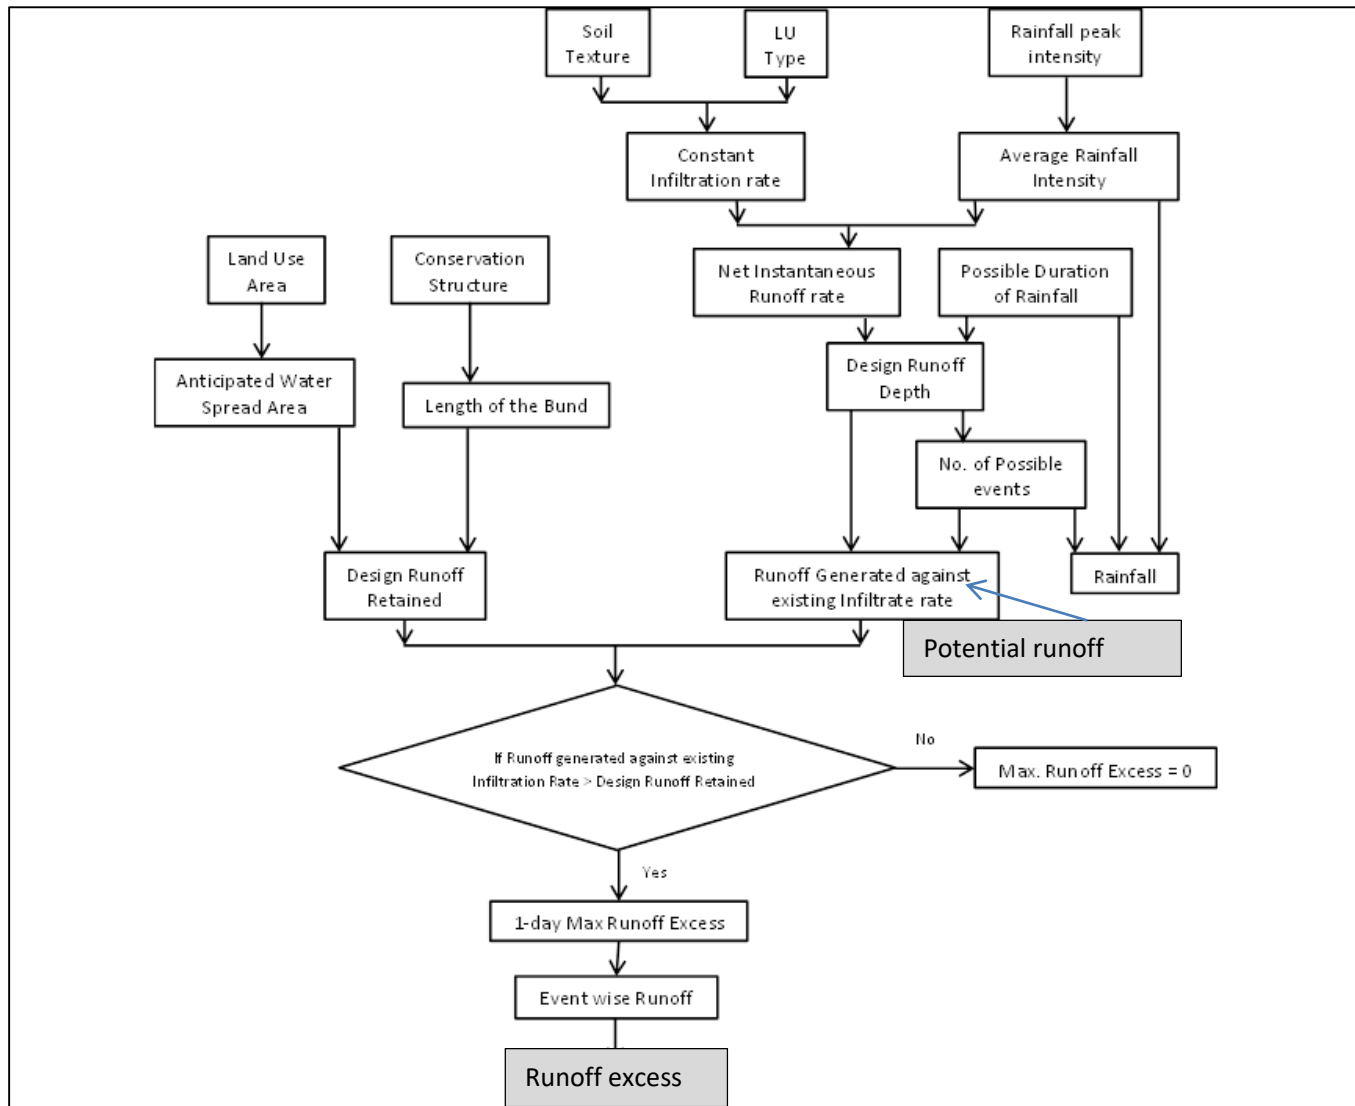 Soil
Texture
LU
Type
Rainfall peak
intensity
Constant
Infiltration rate
Average Rainfall
Intensity
Land Use
Area
Conservation
Structure
Net Instantaneous
Runoff rate
Possible Duration
of Rainfall
Anticipated Water
Spread Area
Length of the Bund
Design Runoff
Depth
No. of Possible
events
Design Runoff
Retained
Runoff Generated against
existing Infiltrate rate
Rainfall
Potential runoff
If Runoff generated against existing
Infiltration Rate > Design Runoff Retained
No
Max. Runoff Excess = 0
Yes
1-day Max Runoff Excess
Event wise Runoff
Runoff excess